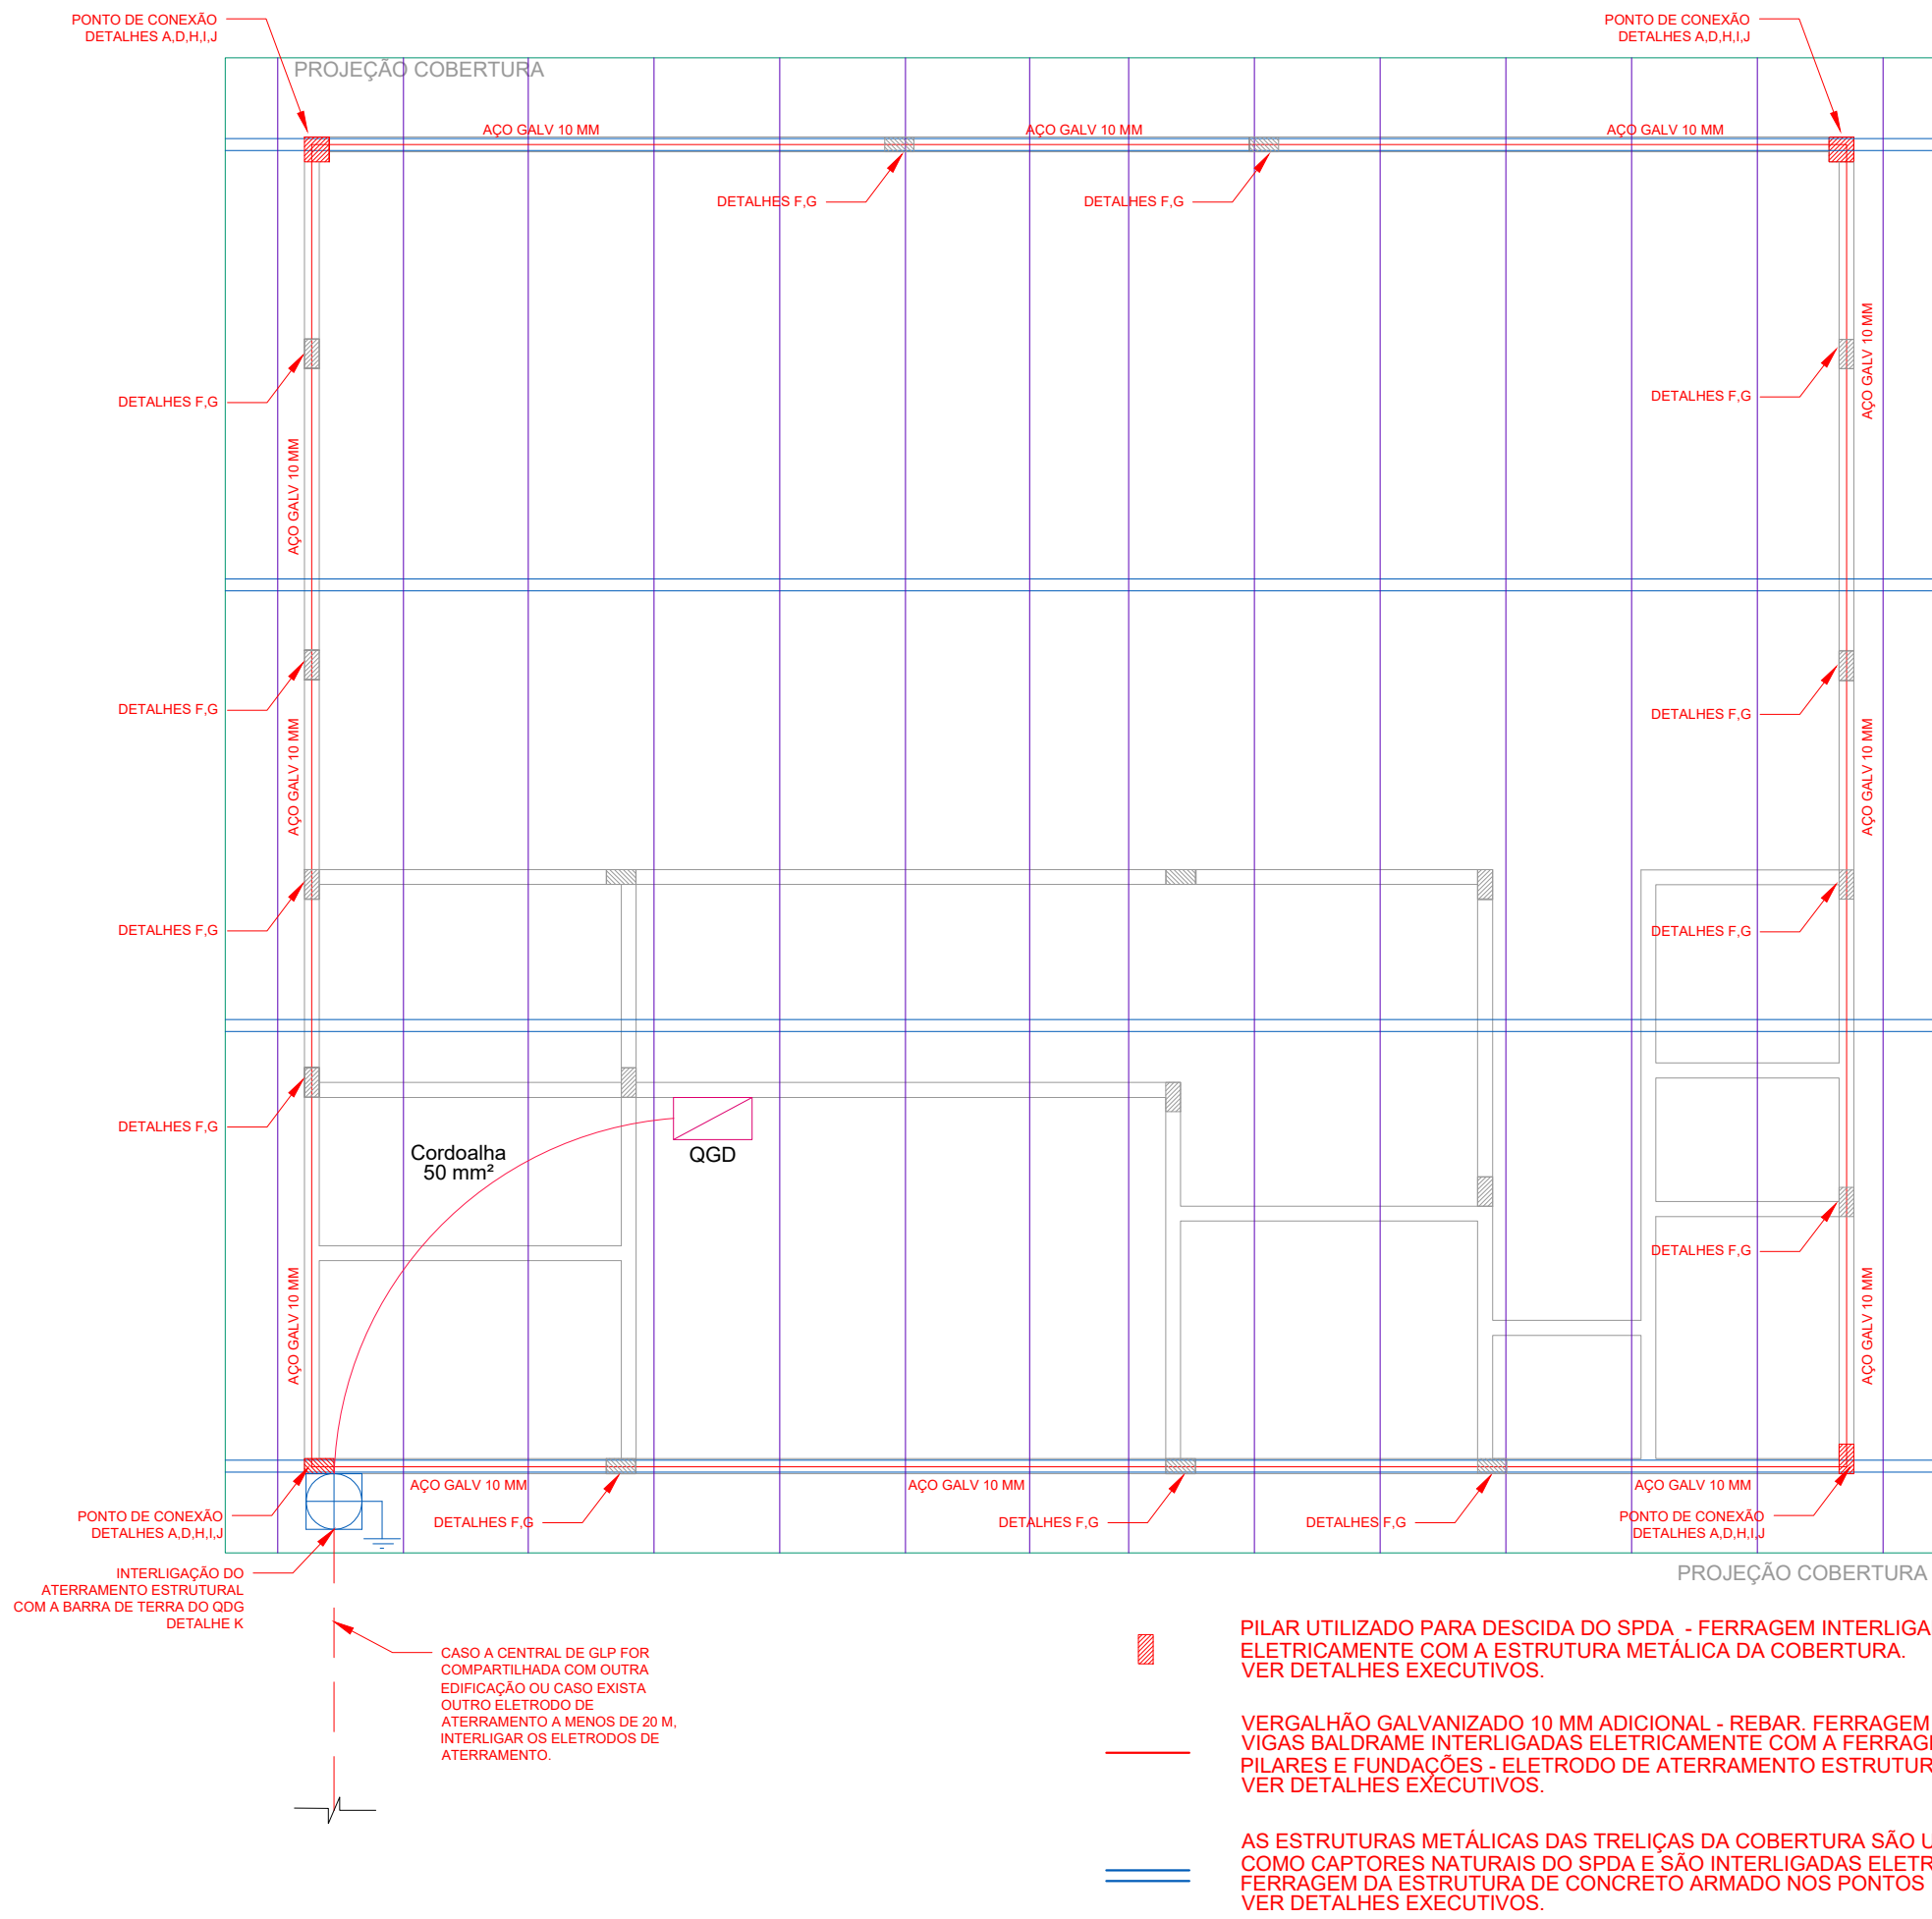 PONTO DE CONEXÃO
DETALHES A,D,H,I,J
PONTO DE CONEXÃO
DETALHES A,D,H,I,J
PROJEÇÃO COBERTURA
AÇO GALV 10 MM
AÇO GALV 10 MM
AÇO GALV 10 MM
DETALHES F,G
DETALHES F,G
AÇO GALV 10 MM
DETALHES F,G
DETALHES F,G
AÇO GALV 10 MM
DETALHES F,G
DETALHES F,G
AÇO GALV 10 MM
AÇO GALV 10 MM
DETALHES F,G
DETALHES F,G
DETALHES F,G
Cordoalha
50 mm²
QGD
DETALHES F,G
AÇO GALV 10 MM
AÇO GALV 10 MM
AÇO GALV 10 MM
AÇO GALV 10 MM
AÇO GALV 10 MM
PONTO DE CONEXÃO
DETALHES A,D,H,I,J
DETALHES F,G
DETALHES F,G
DETALHES F,G
PONTO DE CONEXÃO
DETALHES A,D,H,I,J
INTERLIGAÇÃO DO
ATERRAMENTO ESTRUTURAL
COM A BARRA DE TERRA DO QDG
DETALHE K
PROJEÇÃO COBERTURA
CASO A CENTRAL DE GLP FOR
COMPARTILHADA COM OUTRA
EDIFICAÇÃO OU CASO EXISTA
OUTRO ELETRODO DE
ATERRAMENTO A MENOS DE 20 M,
INTERLIGAR OS ELETRODOS DE
ATERRAMENTO.
PILAR UTILIZADO PARA DESCIDA DO SPDA - FERRAGEM INTERLIGA
ELETRICAMENTE COM A ESTRUTURA METÁLICA DA COBERTURA.
VER DETALHES EXECUTIVOS.
VERGALHÃO GALVANIZADO 10 MM ADICIONAL - REBAR. FERRAGEM
VIGAS BALDRAME INTERLIGADAS ELETRICAMENTE COM A FERRAG
PILARES E FUNDAÇÕES - ELETRODO DE ATERRAMENTO ESTRUTUR
VER DETALHES EXECUTIVOS.
AS ESTRUTURAS METÁLICAS DAS TRELIÇAS DA COBERTURA SÃO U
COMO CAPTORES NATURAIS DO SPDA E SÃO INTERLIGADAS ELETR
FERRAGEM DA ESTRUTURA DE CONCRETO ARMADO NOS PONTOS
VER DETALHES EXECUTIVOS.